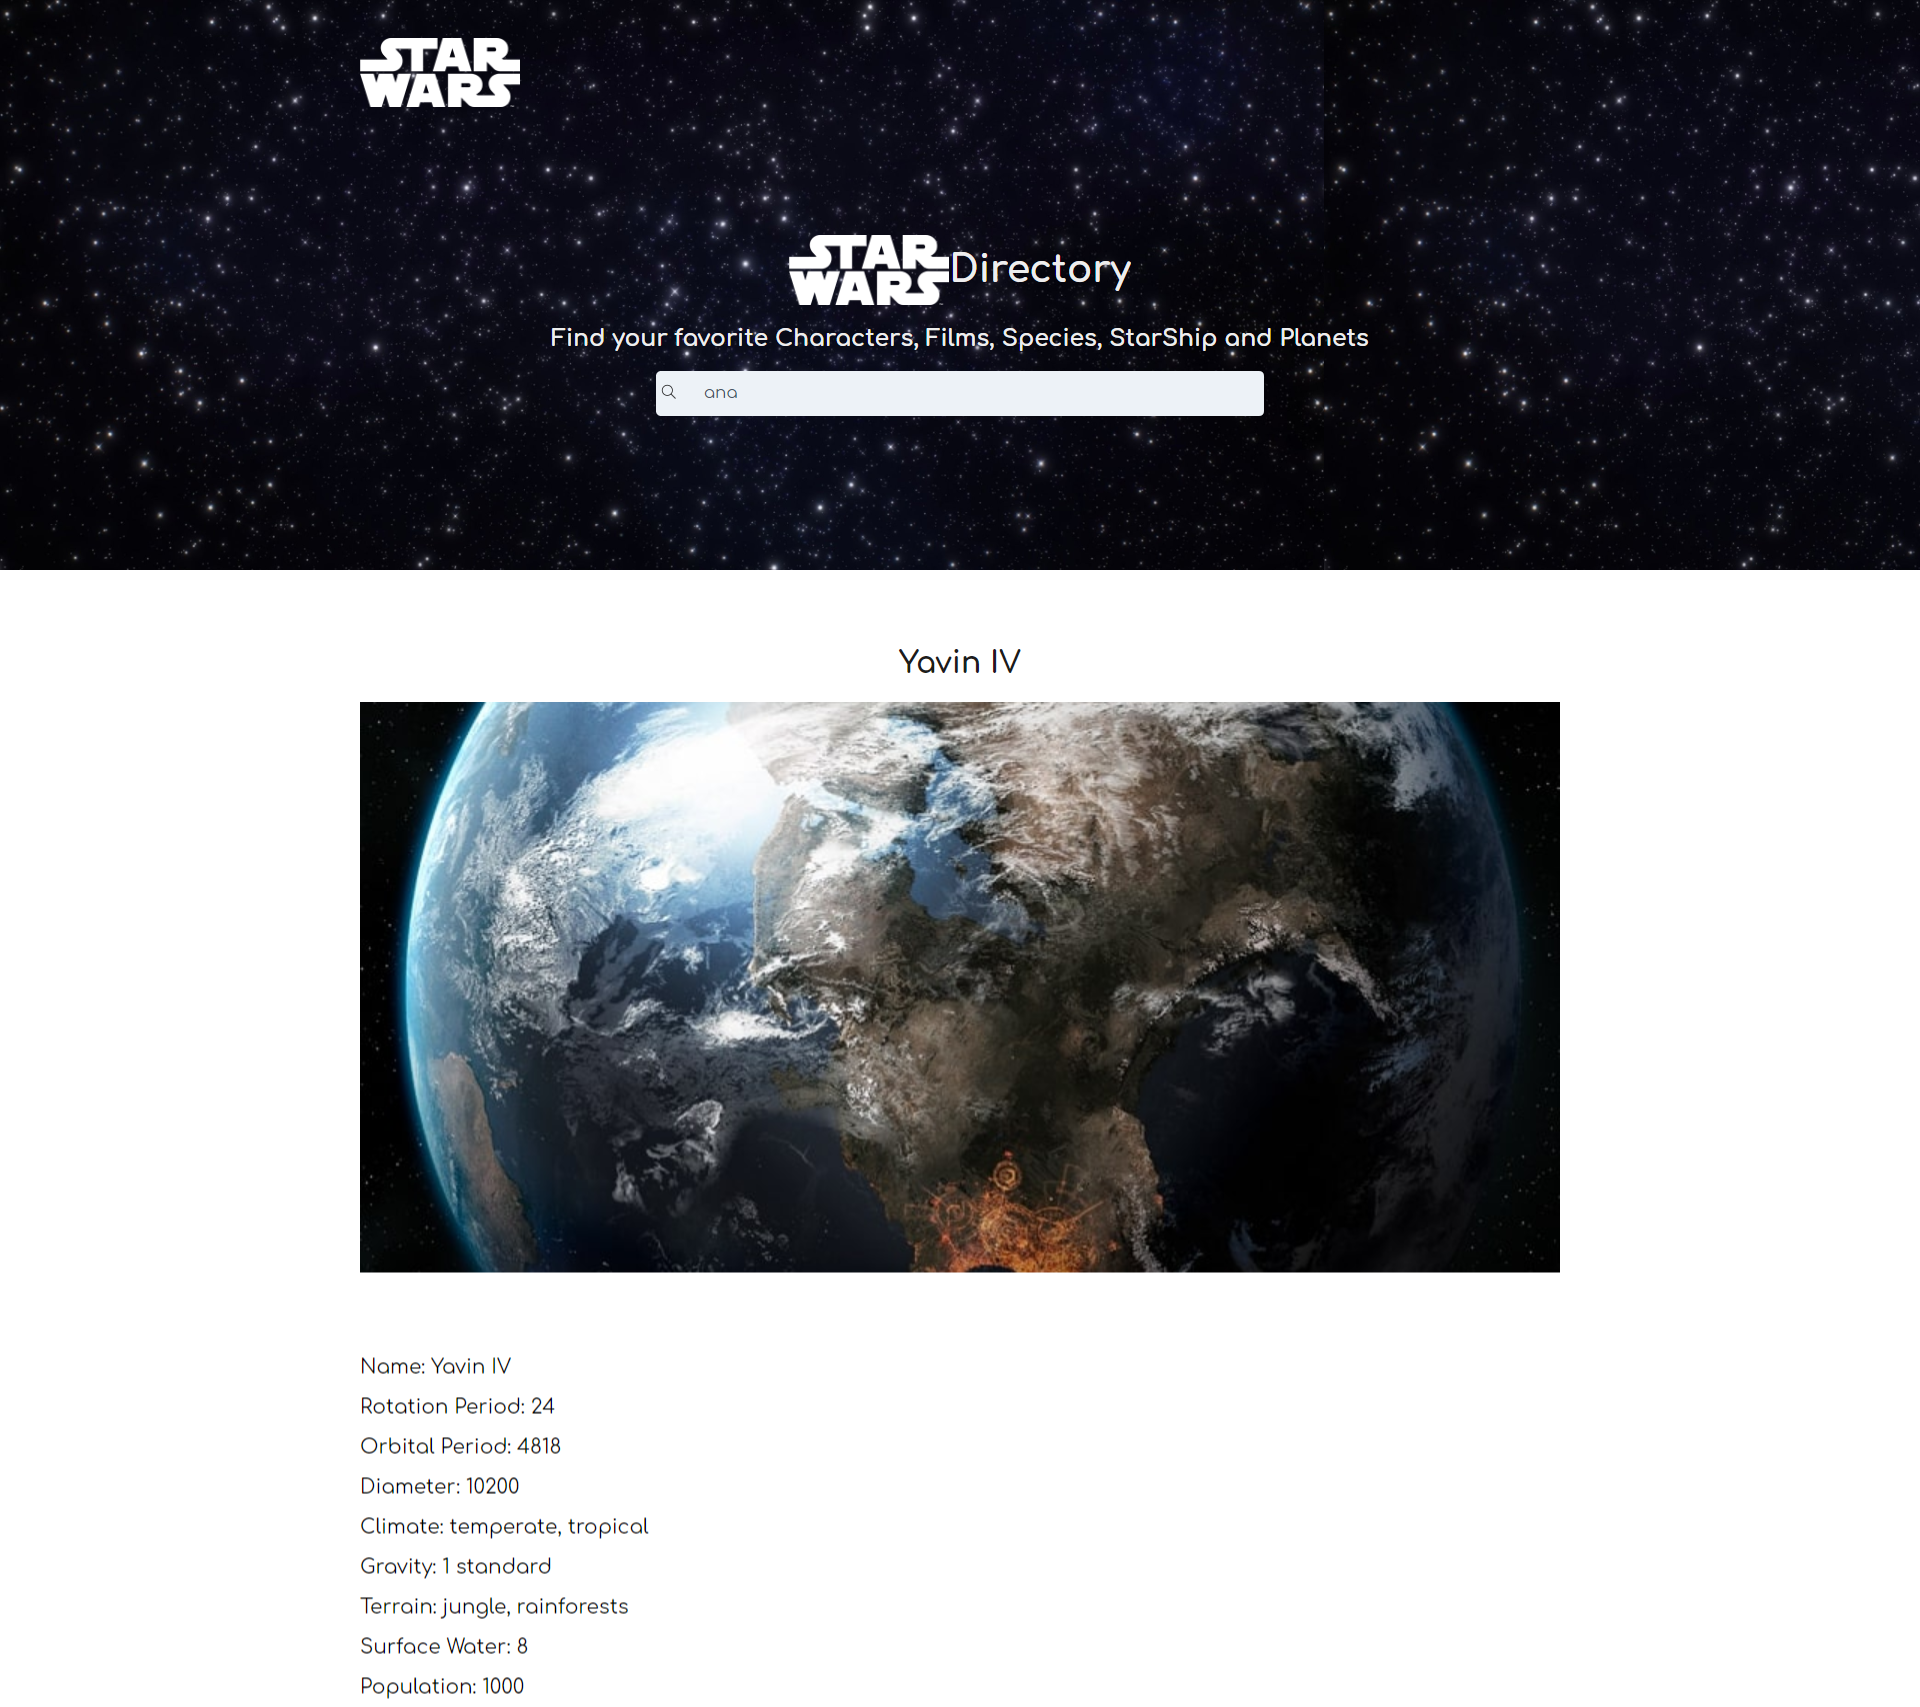 STAR
WARS
STAR
WARS Directory
Find your favorite Characters, Films, Species, StarShip and Planets
ana
Yavin IV
Name: Yavin IV
Rotation Period: 24
Orbital Period: 4818
Diameter: 10200
Climate: temperate, tropical
Gravity: 1 standard
Terrain: jungle, rainforests
Surface Water: 8
Population: 1000